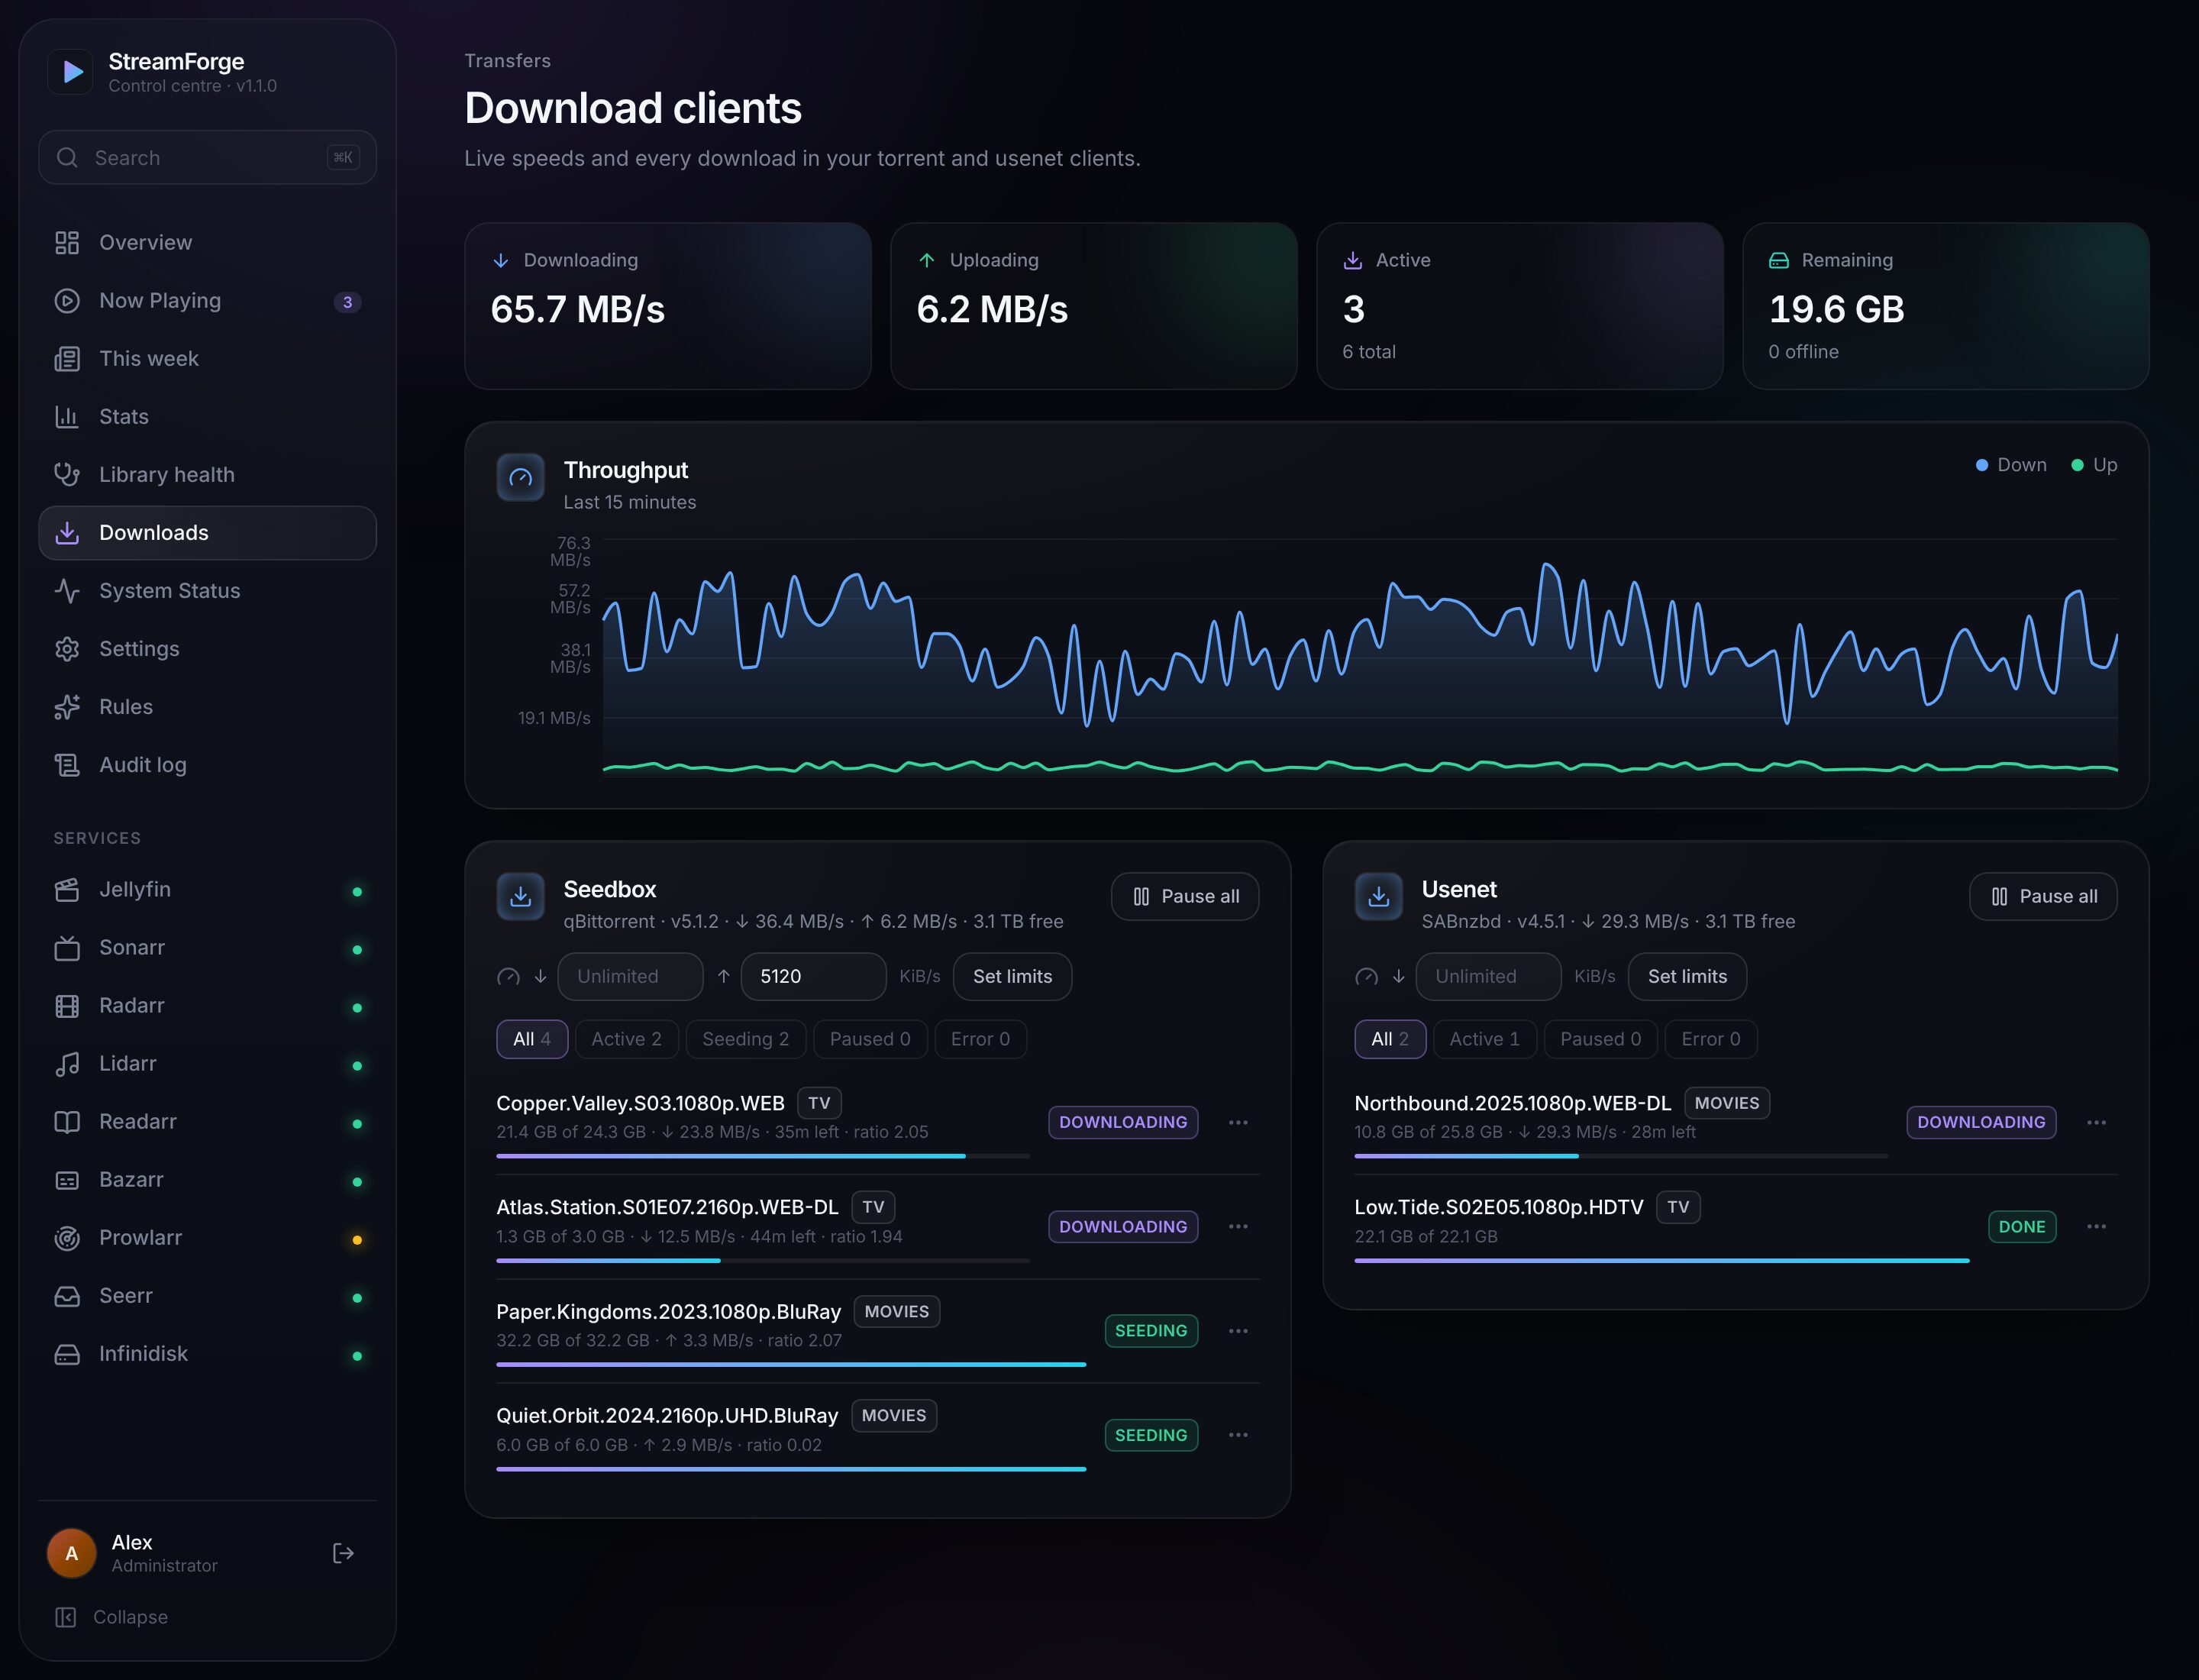 StreamForge
Control centre · v1.1.0
Search ⌘K
Overview
Now Playing 3
This week
Stats
Library health
Downloads
System Status
Settings
Rules
Audit log
SERVICES
Jellyfin
Sonarr
Radarr
Lidarr
Readarr
Bazarr
Prowlarr
Seerr
Infinidisk
A
Alex
Administrator
Collapse
Transfers
Download clients
Live speeds and every download in your torrent and usenet clients.
↓ Downloading
65.7 MB/s
↑ Uploading
6.2 MB/s
Active
3
6 total
Remaining
19.6 GB
0 offline
Throughput
Last 15 minutes
Down Up
76.3
MB/s
57.2
MB/s
38.1
MB/s
19.1 MB/s
Seedbox
qBittorrent · v5.1.2 · ↓ 36.4 MB/s · ↑ 6.2 MB/s · 3.1 TB free
Pause all
↓ Unlimited ↑ 5120 KiB/s Set limits
All 4 Active 2 Seeding 2 Paused 0 Error 0
Copper.Valley.S03.1080p.WEB TV
21.4 GB of 24.3 GB · ↓ 23.8 MB/s · 35m left · ratio 2.05
DOWNLOADING
Atlas.Station.S01E07.2160p.WEB-DL TV
1.3 GB of 3.0 GB · ↓ 12.5 MB/s · 44m left · ratio 1.94
DOWNLOADING
Paper.Kingdoms.2023.1080p.BluRay MOVIES
32.2 GB of 32.2 GB · ↑ 3.3 MB/s · ratio 2.07
SEEDING
Quiet.Orbit.2024.2160p.UHD.BluRay MOVIES
6.0 GB of 6.0 GB · ↑ 2.9 MB/s · ratio 0.02
SEEDING
Usenet
SABnzbd · v4.5.1 · ↓ 29.3 MB/s · 3.1 TB free
Pause all
↓ Unlimited KiB/s Set limits
All 2 Active 1 Paused 0 Error 0
Northbound.2025.1080p.WEB-DL MOVIES
10.8 GB of 25.8 GB · ↓ 29.3 MB/s · 28m left
DOWNLOADING
Low.Tide.S02E05.1080p.HDTV TV
22.1 GB of 22.1 GB
DONE